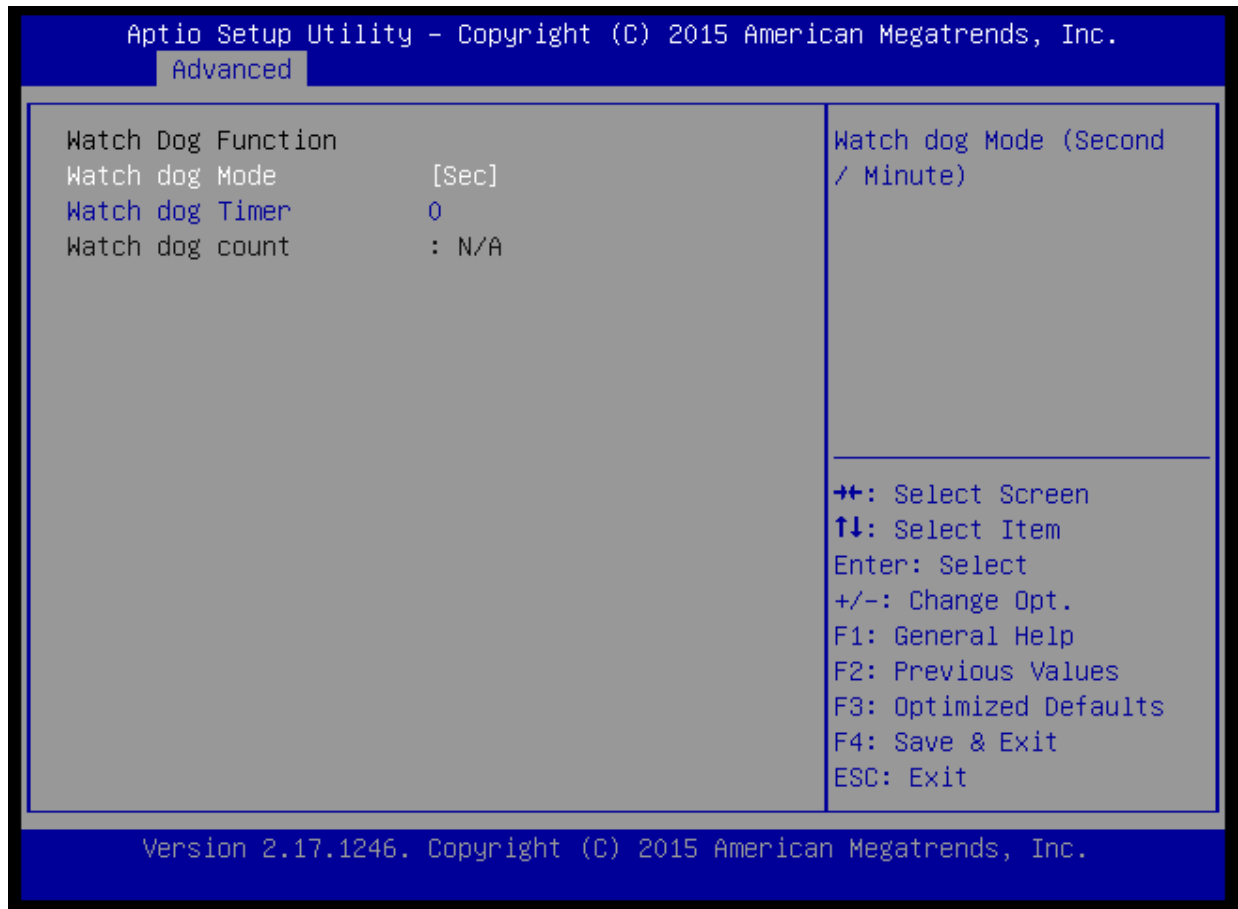 Aptio Setup Utility – Copyright (C) 2015 American Megatrends, Inc.
Advanced
Watch Dog Function
Watch dog Mode [Sec]
Watch dog Timer 0
Watch dog count : N/A
Watch dog Mode (Second
/ Minute)
→←: Select Screen
↑↓: Select Item
Enter: Select
+/-: Change Opt.
F1: General Help
F2: Previous Values
F3: Optimized Defaults
F4: Save & Exit
ESC: Exit
Version 2.17.1246. Copyright (C) 2015 American Megatrends, Inc.